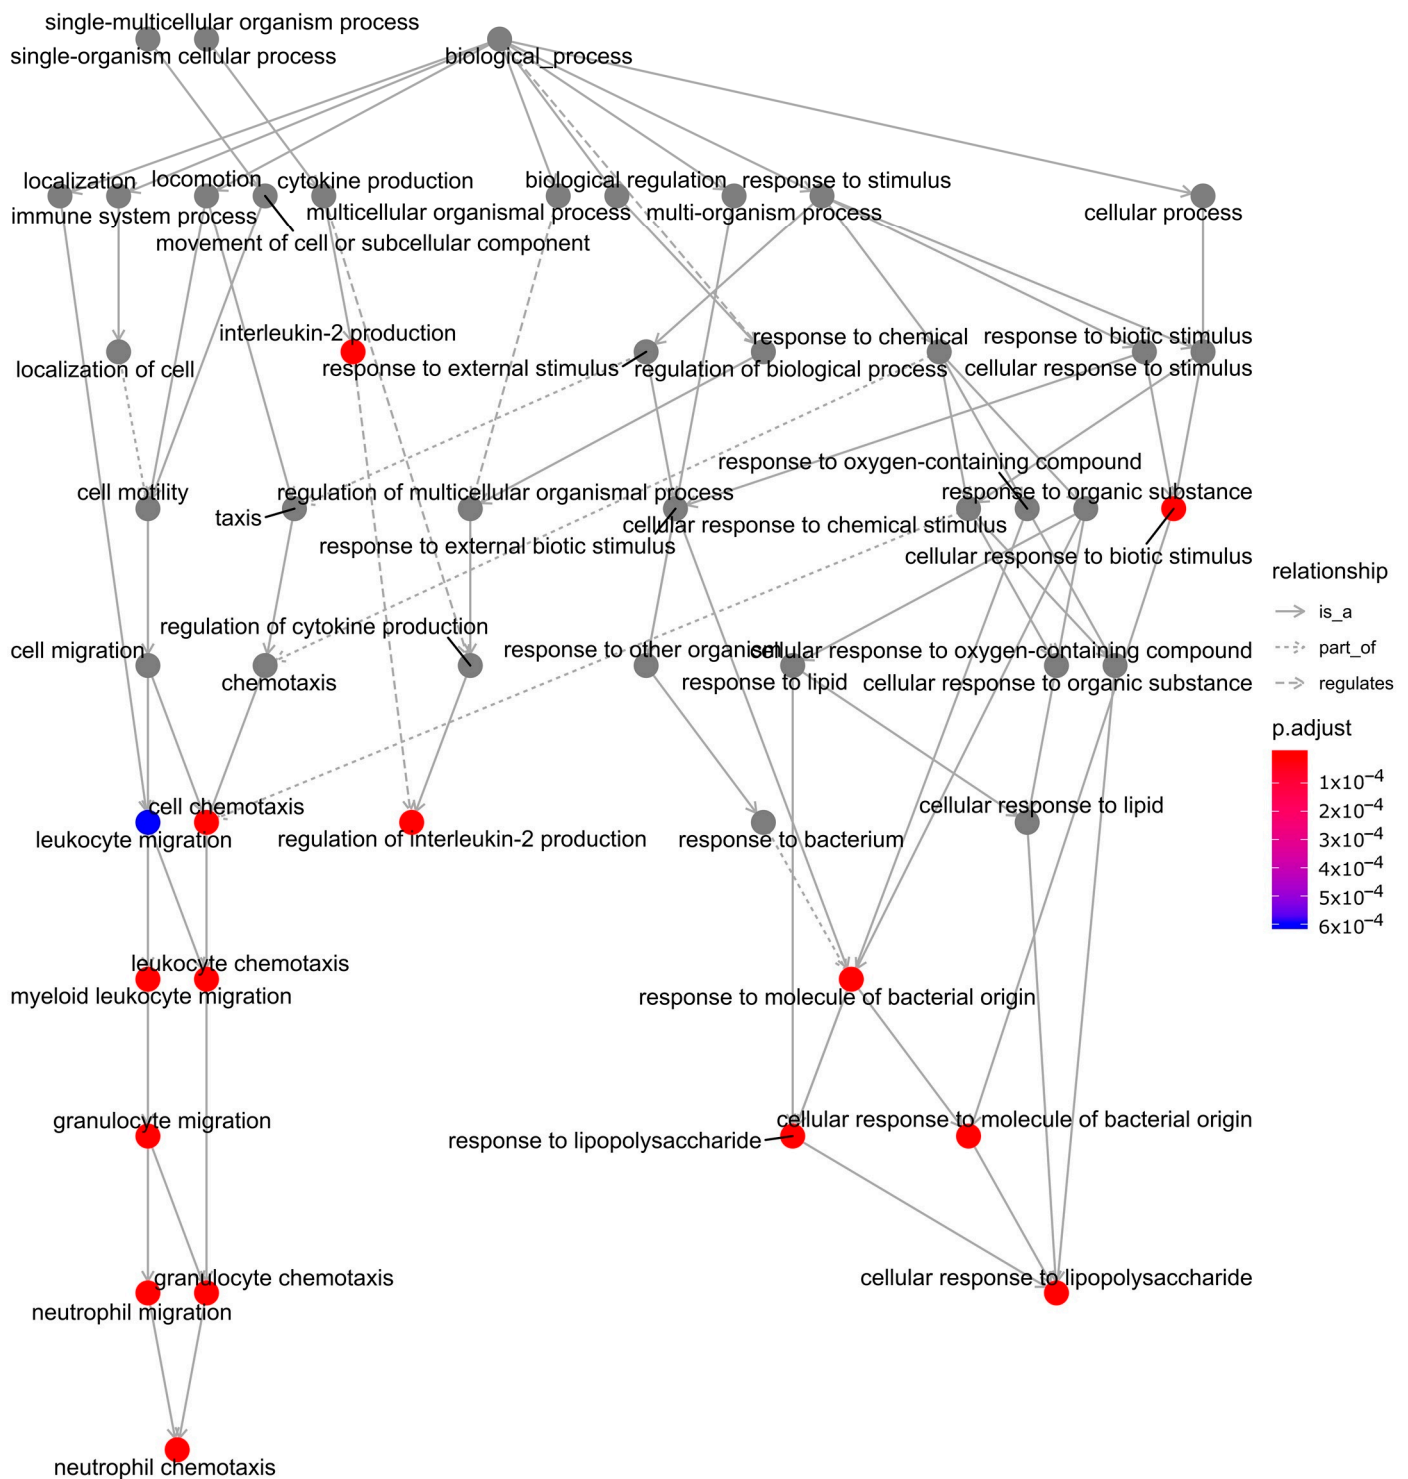 single-multicellular organism process
single-organism cellular process
biological_process
localization
locomotion
cytokine production
biological regulation
response to stimulus
immune system process
multicellular organismal process
multi-organism process
cellular process
movement of cell or subcellular component
interleukin-2 production
response to chemical
response to biotic stimulus
localization of cell
response to external stimulus
regulation of biological process
cellular response to stimulus
response to oxygen-containing compound
cell motility
regulation of multicellular organismal process
response to organic substance
taxis
cellular response to chemical stimulus
response to external biotic stimulus
cellular response to biotic stimulus
regulation of cytokine production
cell migration
response to other organism
cellular response to oxygen-containing compound
chemotaxis
response to lipid
cellular response to organic substance
cell chemotaxis
cellular response to lipid
leukocyte migration
regulation of interleukin-2 production
response to bacterium
leukocyte chemotaxis
myeloid leukocyte migration
response to molecule of bacterial origin
granulocyte migration
cellular response to molecule of bacterial origin
response to lipopolysaccharide
granulocyte chemotaxis
cellular response to lipopolysaccharide
neutrophil migration
neutrophil chemotaxis
relationship
is_a
part_of
regulates
p.adjust
1x10⁻⁴
2x10⁻⁴
3x10⁻⁴
4x10⁻⁴
5x10⁻⁴
6x10⁻⁴